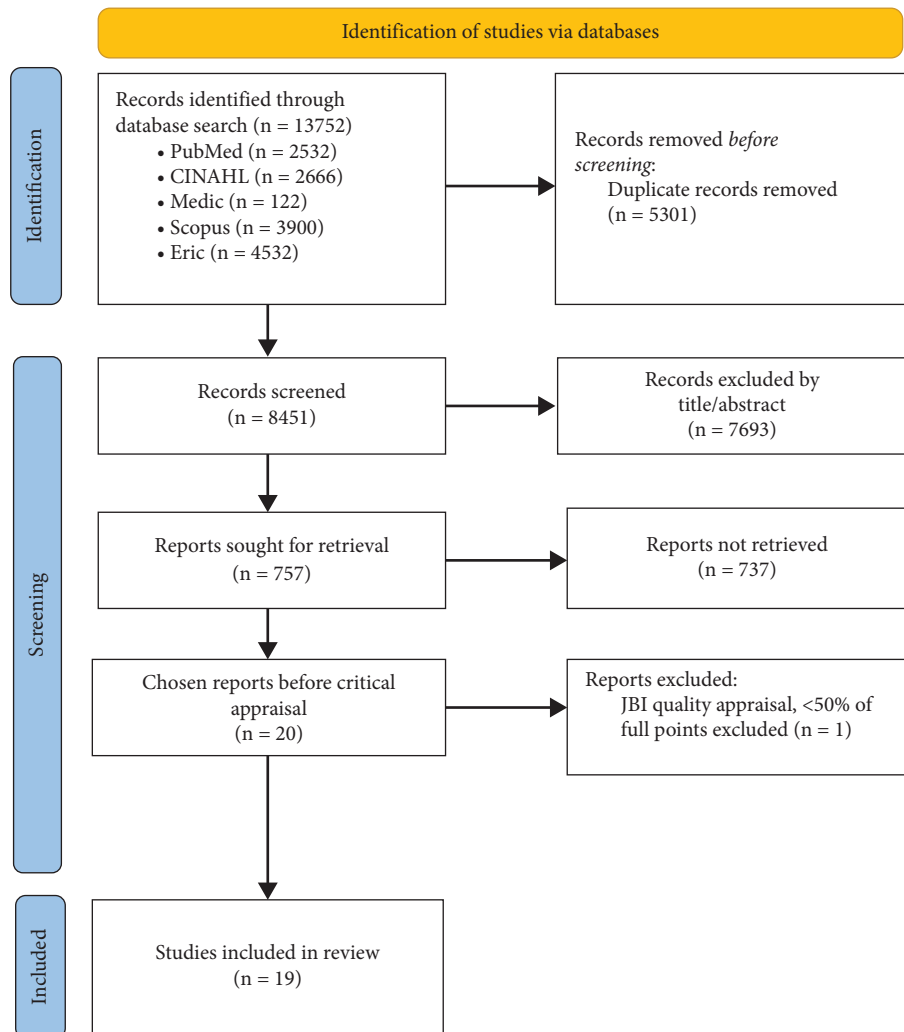 Identification of studies via databases
Identification
Records identified through
database search (n = 13752)
• PubMed (n = 2532)
• CINAHL (n = 2666)
• Medic (n = 122)
• Scopus (n = 3900)
• Eric (n = 4532)
Records removed before
screening:
Duplicate records removed
(n = 5301)
Screening
Records screened
(n = 8451)
Records excluded by
title/abstract
(n = 7693)
Reports sought for retrieval
(n = 757)
Reports not retrieved
(n = 737)
Chosen reports before critical
appraisal
(n = 20)
Reports excluded:
JBI quality appraisal, <50% of
full points excluded (n = 1)
Included
Studies included in review
(n = 19)